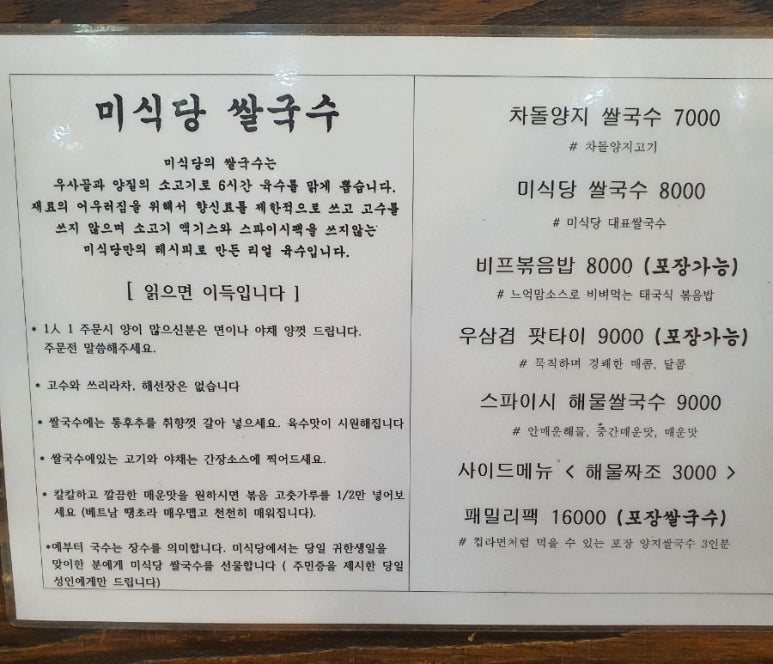 미식당 쌀국수
미식당의 쌀국수는
우사골과 양질의 소고기로 6시간 육수를 맑게 뽑습니다.
재료의 어우러짐을 위해서 향신료를 제한적으로 쓰고 고수를
쓰지 않으며 소고기 엑기스와 스파이시팩을 쓰지않는
미식당만의 레시피로 만든 리얼 육수입니다.
[ 읽으면 이득입니다 ]
* 1人 1 주문시 양이 많으신분은 면이나 야채 양껏 드립니다.
주문전 말씀해주세요.
* 고수와 쓰리라차, 해선장은 없습니다
* 쌀국수에는 통후추를 취향껏 갈아 넣으세요. 육수맛이 시원해집니다
* 쌀국수에있는 고기와 야채는 간장소스에 찍어드세요.
* 칼칼하고 깔끔한 매운맛을 원하시면 볶음 고춧가루를 1/2만 넣어보
세요 (베트남 땡초라 매우맵고 천천히 매워집니다).
*예부터 국수는 장수를 의미합니다. 미식당에서는 당일 귀한생일을
맞이한 분에게 미식당 쌀국수를 선물합니다 ( 주민증을 제시한 당일
성인에게만 드립니다)
차돌양지 쌀국수 7000
# 차돌양지고기
미식당 쌀국수 8000
# 미식당 대표쌀국수
비프볶음밥 8000 (포장가능)
# 느억맘소스로 비벼먹는 태국식 볶음밥
우삼겹 팟타이 9000 (포장가능)
# 묵직하며 경쾌한 매콤, 달콤
스파이시 해물쌀국수 9000
# 안매운해물, 중간매운맛, 매운맛
사이드메뉴 < 해물짜조 3000 >
패밀리팩 16000 (포장쌀국수)
# 컵라면처럼 먹을 수 있는 포장 양지쌀국수 3인분